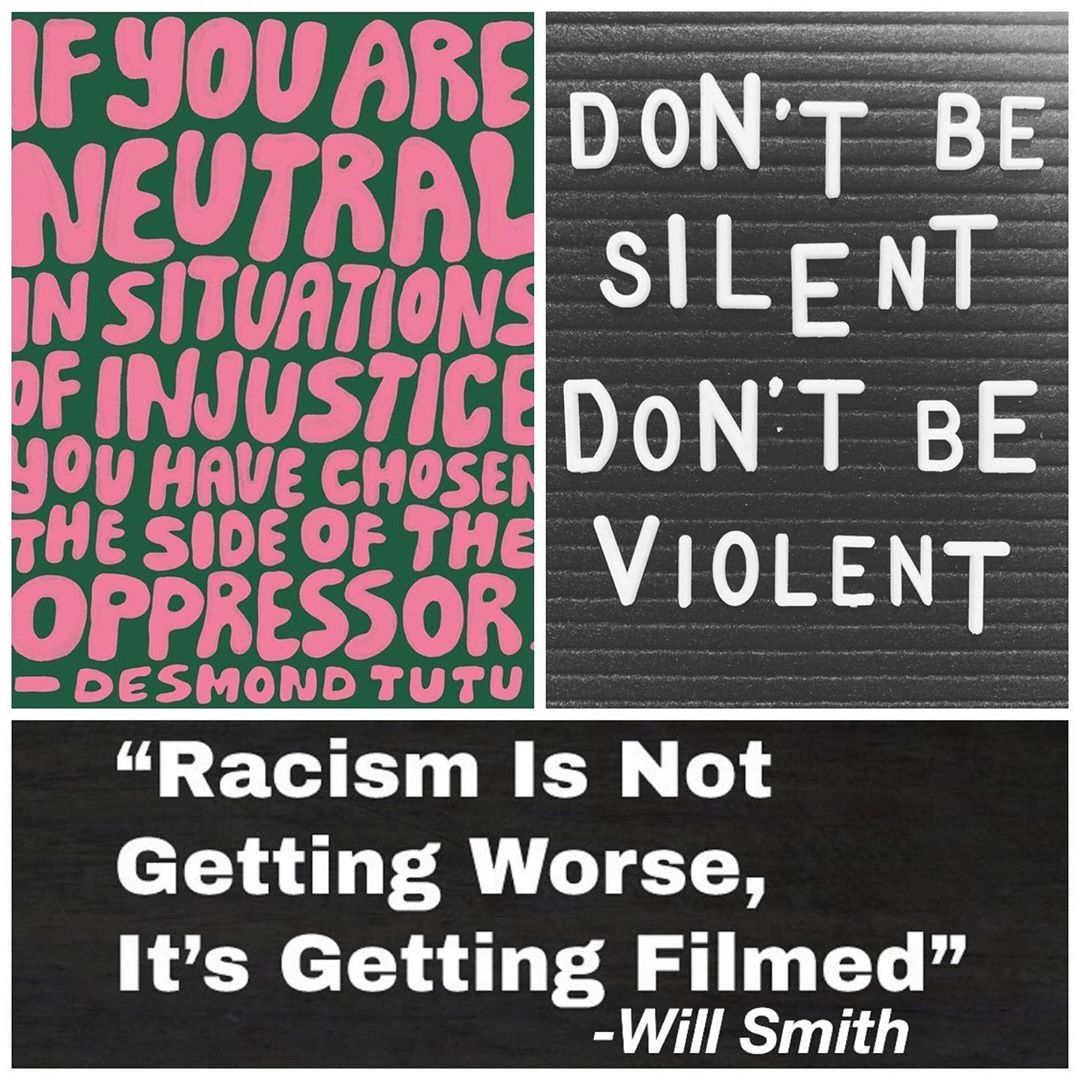 IF YOU ARE
NEUTRAL
IN SITUATIONS
OF INJUSTICE
YOU HAVE CHOSEN
THE SIDE OF THE
OPPRESSOR.
- DESMOND TUTU
DON'T BE
SILENT
DON'T BE
VIOLENT
“Racism Is Not
Getting Worse,
It’s Getting Filmed”
-Will Smith